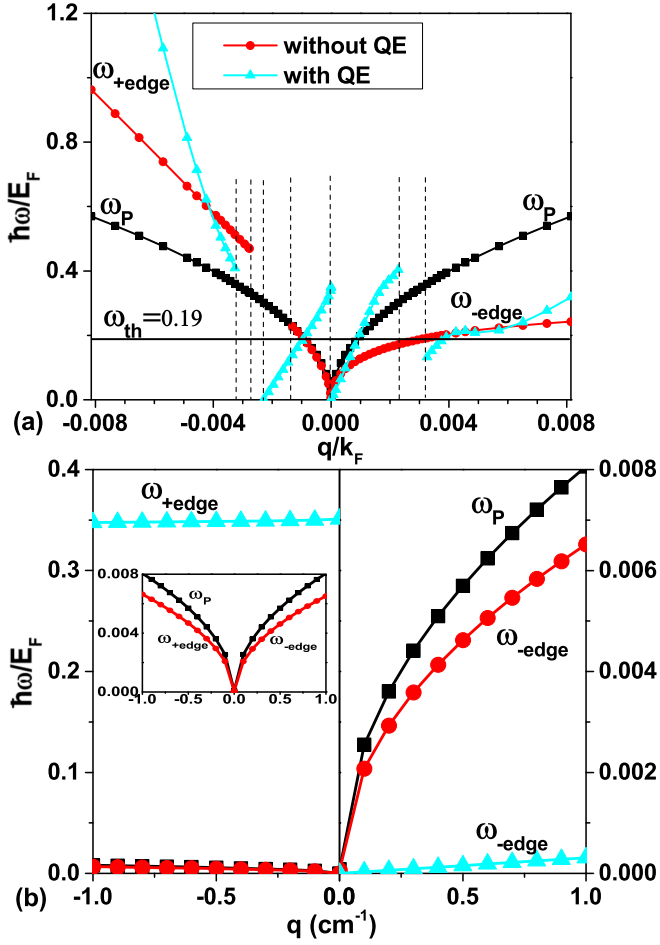 1.2
without QE
with QE
ω+edge
0.8
ħω/EF
ωP
ωP
0.4
ω-edge
ωth=0.19
0.0
-0.008
-0.004
0.000
0.004
0.008
(a)
q/kF
0.4
0.008
ω+edge
ωP
0.3
0.006
0.008
ωP
ω-edge
ħω/EF
0.004
ω+edge
ω-edge
0.2
0.004
0.000
-1.0
-0.5
0.0
0.5
1.0
0.1
0.002
ω-edge
0.0
0.000
-1.0
-0.5
0.0
0.5
1.0
(b)
q (cm-1)